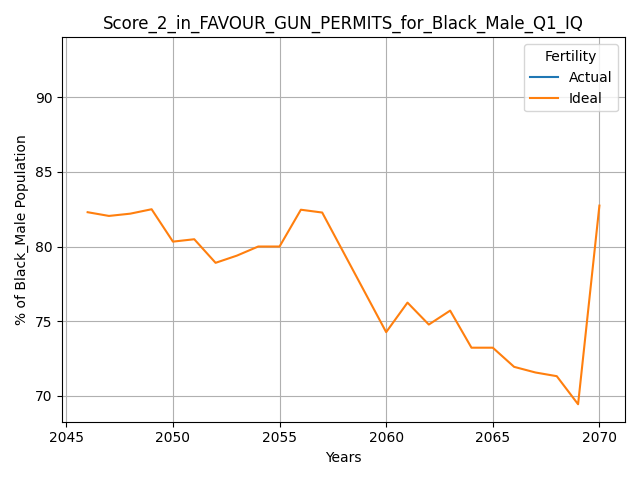 Score_2_in_FAVOUR_GUN_PERMITS_for_Black_Male_Q1_IQ
Fertility
Actual
Ideal
% of Black_Male Population
90
85
80
75
70
2045 2050 2055 2060 2065 2070
Years